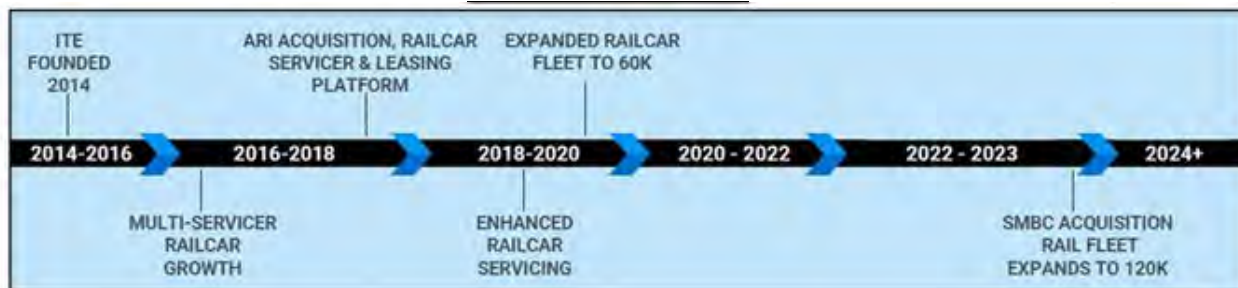 ITE
FOUNDED
2014
ARI ACQUISITION, RAILCAR
SERVICER & LEASING
PLATFORM
EXPANDED RAILCAR
FLEET TO 60K
2014-2016
2016-2018
2018-2020
2020 - 2022
2022 - 2023
2024+
MULTI-SERVICER
RAILCAR
GROWTH
ENHANCED
RAILCAR
SERVICING
SMBC ACQUISITION
RAIL FLEET
EXPANDS TO 120K